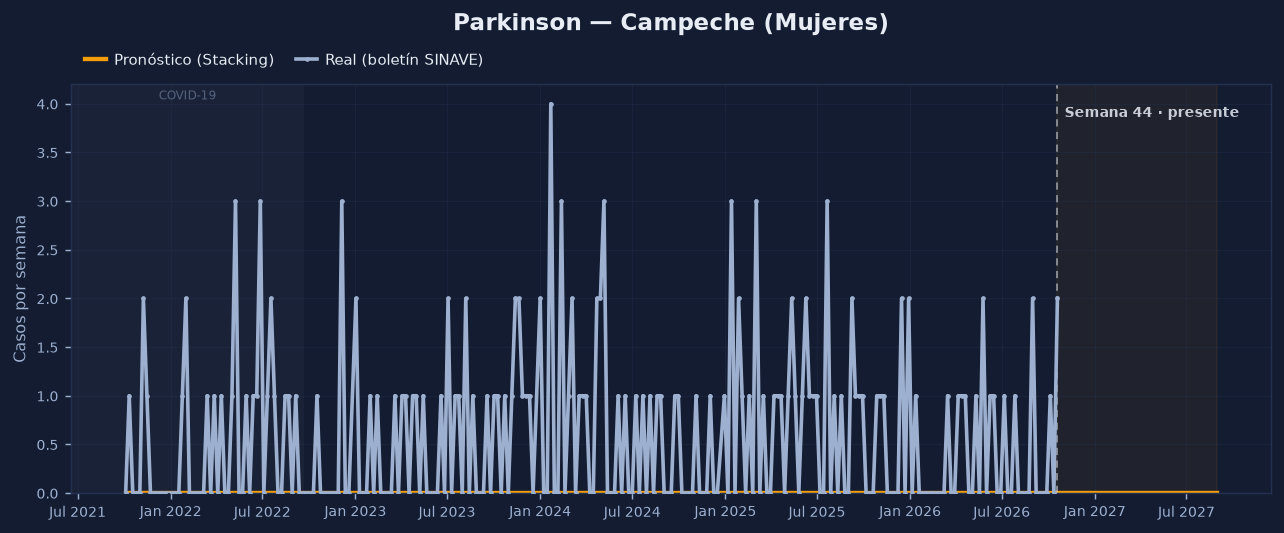 Parkinson — Campeche (Mujeres)
Pronóstico (Stacking)
Real (boletín SINAVE)
COVID-19
Semana 44 · presente
Casos por semana
4.0
3.5
3.0
2.5
2.0
1.5
1.0
0.5
0.0
Jul 2021
Jan 2022
Jul 2022
Jan 2023
Jul 2023
Jan 2024
Jul 2024
Jan 2025
Jul 2025
Jan 2026
Jul 2026
Jan 2027
Jul 2027